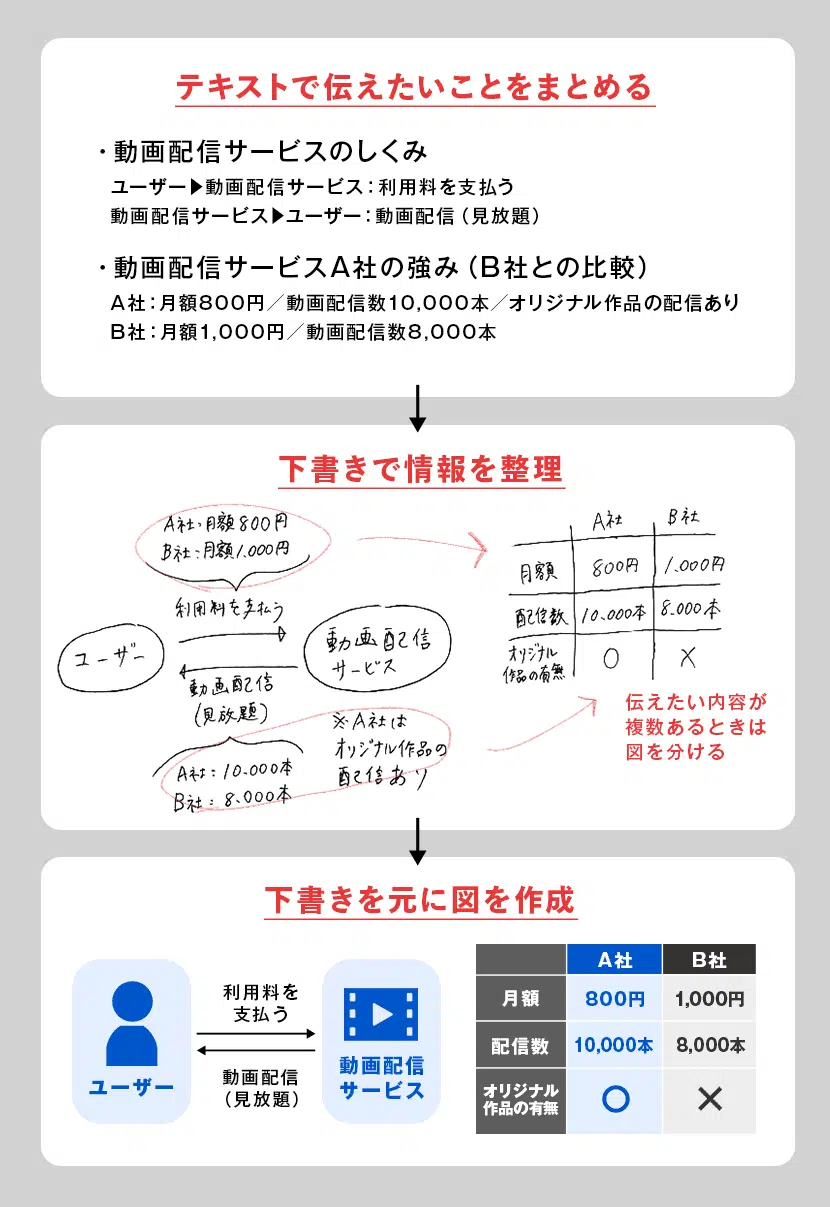 テキストで伝えたいことをまとめる
・動画配信サービスのしくみ
ユーザー▶動画配信サービス：利用料を支払う
動画配信サービス▶ユーザー：動画配信（見放題）
・動画配信サービスA社の強み（B社との比較）
A社：月額800円／動画配信数10,000本／オリジナル作品の配信あり
B社：月額1,000円／動画配信数8,000本
下書きで情報を整理
A社：月額800円
B社：月額1.000円
利用料を支払う
ユーザー
動画配信
サービス
動画配信
(見放題)
A社：10.000本
B社：8.000本
※A社は
オリジナル作品の
配信あり
A社 B社
月額 800円 1.000円
配信数 10.000本 8.000本
オリジナル
作品の有無 ○ ×
伝えたい内容が
複数あるときは
図を分ける
下書きを元に図を作成
ユーザー
利用料を
支払う
動画配信
（見放題）
動画配信
サービス
A社 B社
月額 800円 1,000円
配信数 10,000本 8,000本
オリジナル
作品の有無 ○ ×